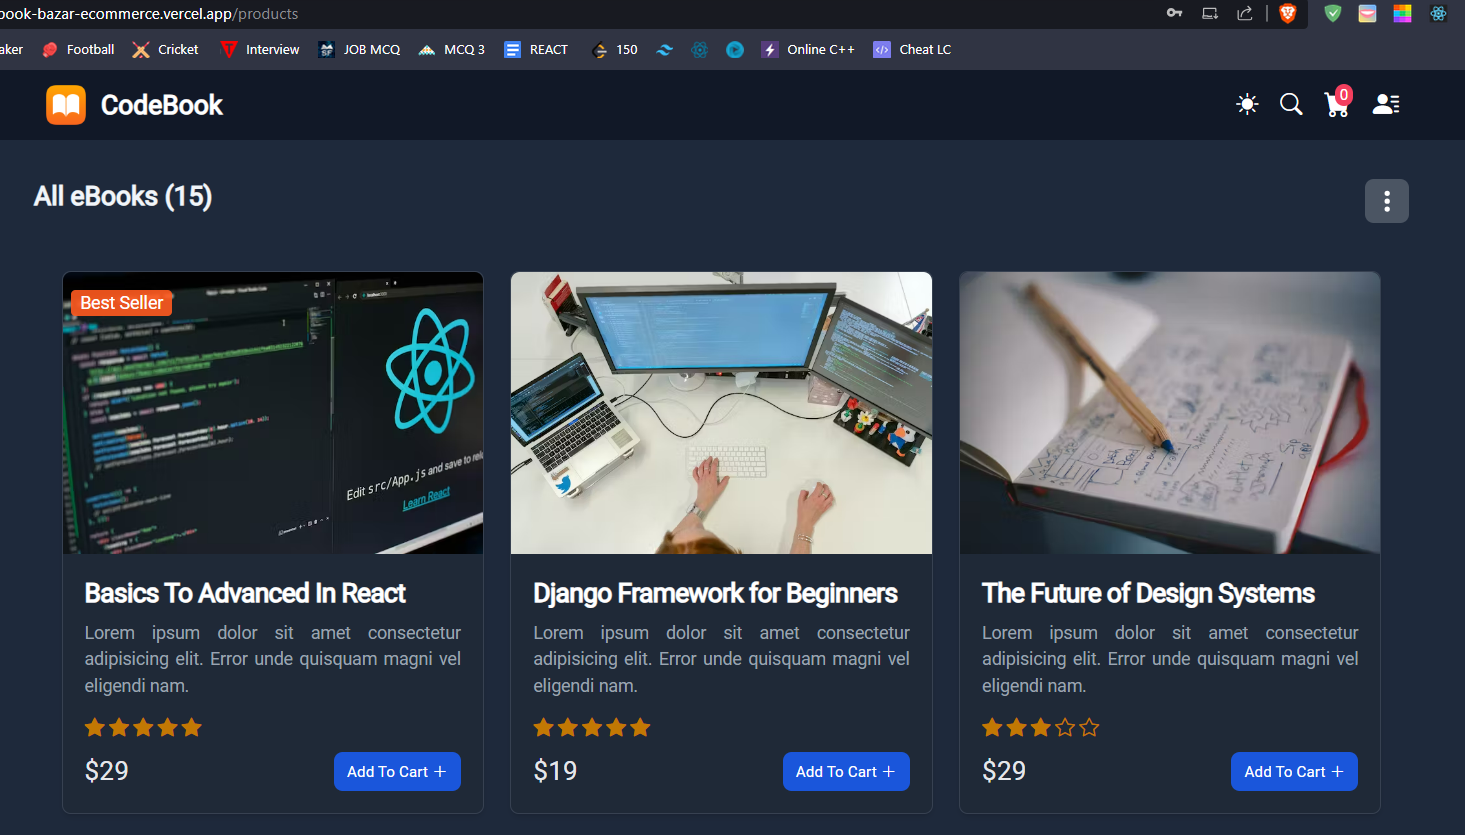 book-bazar-ecommerce.vercel.app/products
aker Football Cricket Interview JOB MCQ MCQ 3 REACT 150 Online C++ Cheat LC
CodeBook
0
All eBooks (15)
Best Seller
Edit src/App.js and save to relo
Learn React
Basics To Advanced In React
Lorem ipsum dolor sit amet consectetur
adipisicing elit. Error unde quisquam magni vel
eligendi nam.
$29
Add To Cart +
Django Framework for Beginners
Lorem ipsum dolor sit amet consectetur
adipisicing elit. Error unde quisquam magni vel
eligendi nam.
$19
Add To Cart +
The Future of Design Systems
Lorem ipsum dolor sit amet consectetur
adipisicing elit. Error unde quisquam magni vel
eligendi nam.
$29
Add To Cart +